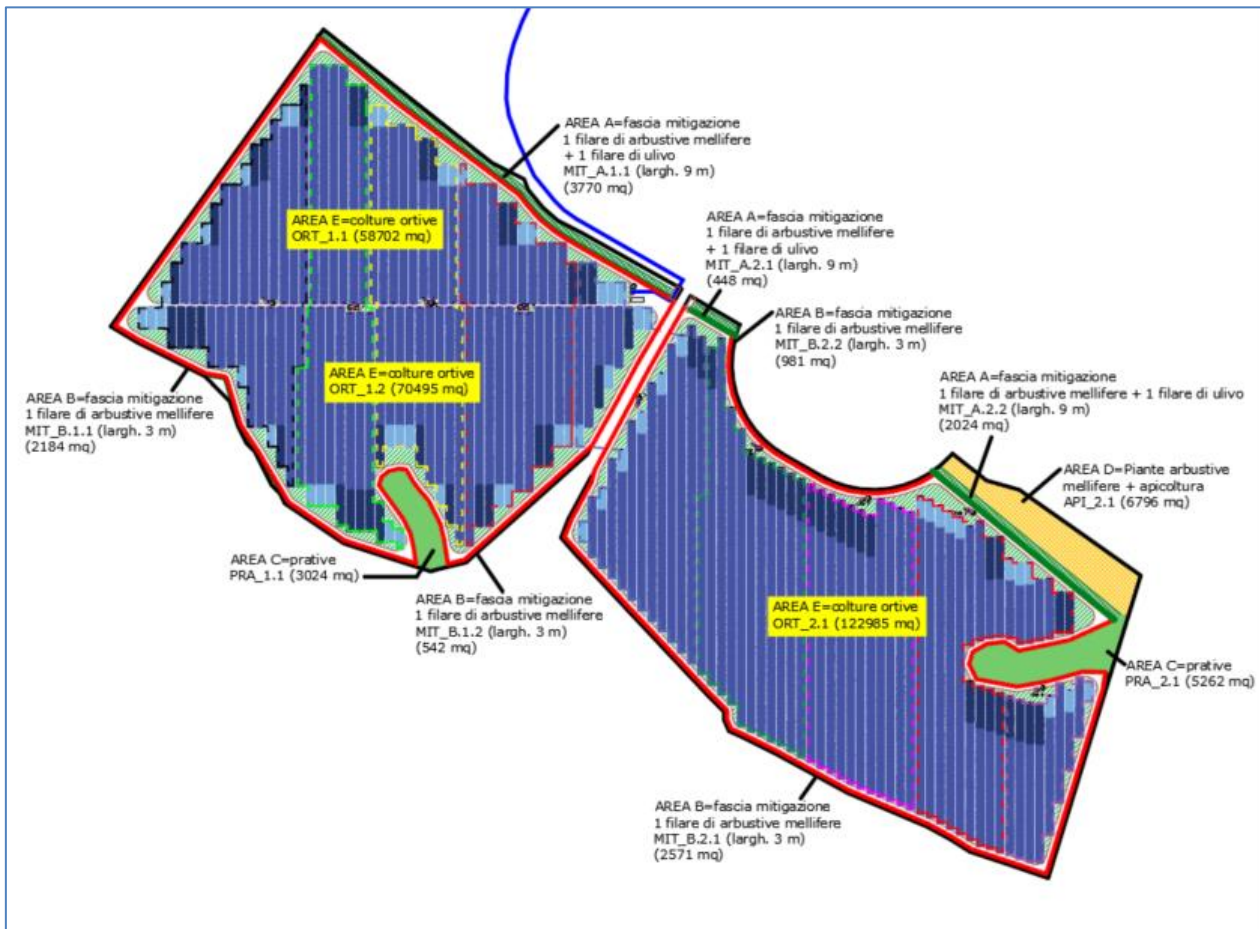 AREA A=fascia mitigazione
1 filare di arbustive mellifere
+ 1 filare di ulivo
MIT_A.1.1 (largh. 9 m)
(3770 mq)
AREA E=colture ortive
ORT_1.1 (58702 mq)
AREA A=fascia mitigazione
1 filare di arbustive mellifere
+ 1 filare di ulivo
MIT_A.2.1 (largh. 9 m)
(448 mq)
AREA B=fascia mitigazione
1 filare di arbustive mellifere
MIT_B.2.2 (largh. 3 m)
(981 mq)
AREA E=colture ortive
ORT_1.2 (70495 mq)
AREA B=fascia mitigazione
1 filare di arbustive mellifere
MIT_B.1.1 (largh. 3 m)
(2184 mq)
AREA A=fascia mitigazione
1 filare di arbustive mellifere + 1 filare di ulivo
MIT_A.2.2 (largh. 9 m)
(2024 mq)
AREA D=Piante arbustive
mellifere + apicoltura
API_2.1 (6796 mq)
AREA C=prative
PRA_1.1 (3024 mq)
AREA B=fascia mitigazione
1 filare di arbustive mellifere
MIT_B.1.2 (largh. 3 m)
(542 mq)
AREA E=colture ortive
ORT_2.1 (122985 mq)
AREA C=prative
PRA_2.1 (5262 mq)
AREA B=fascia mitigazione
1 filare di arbustive mellifere
MIT_B.2.1 (largh. 3 m)
(2571 mq)